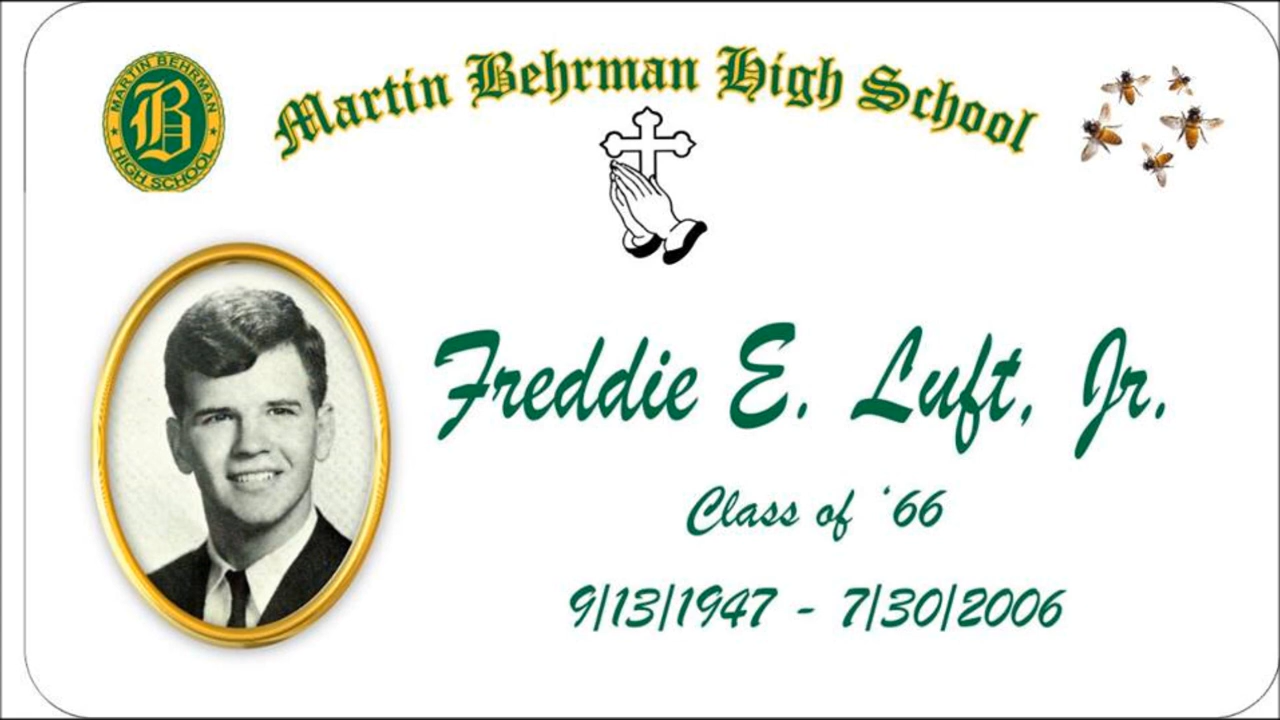 MARTIN BEHRMAN
B
HIGH SCHOOL
Martin Behrman High School
Freddie E. Luft, Jr.
Class of ‘66
9/13/1947 - 7/30/2006